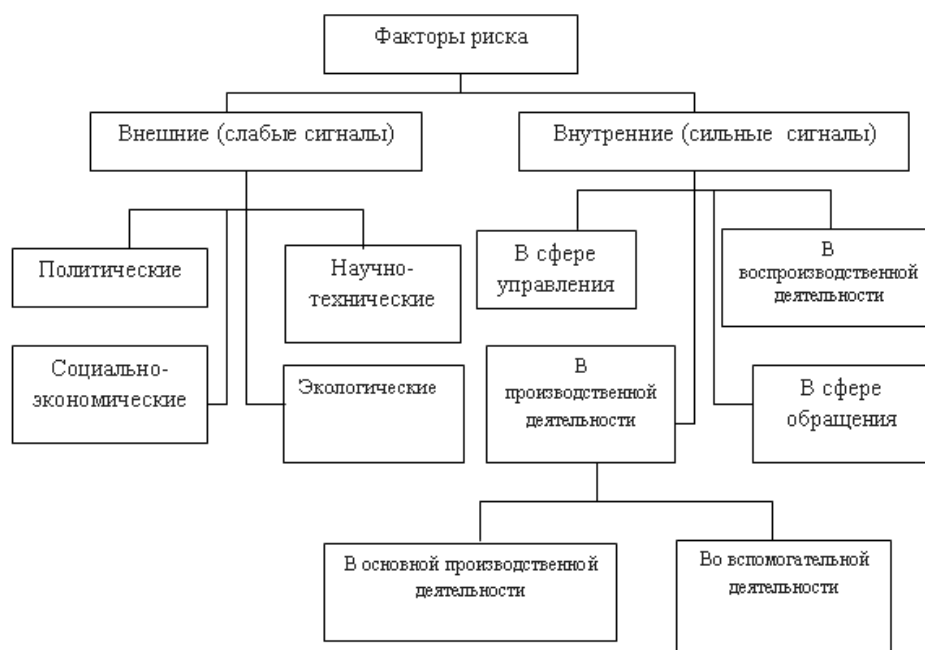 Факторы риска
Внешние (слабые сигналы)
Внутренние (сильные сигналы)
Политические
Научно-
технические
В сфере
управления
В
воспроизводственной
деятельности
Социально-
экономические
Экологические
В
производственной
деятельности
В сфере
обращения
В основной производственной
деятельности
Во вспомогательной
деятельности